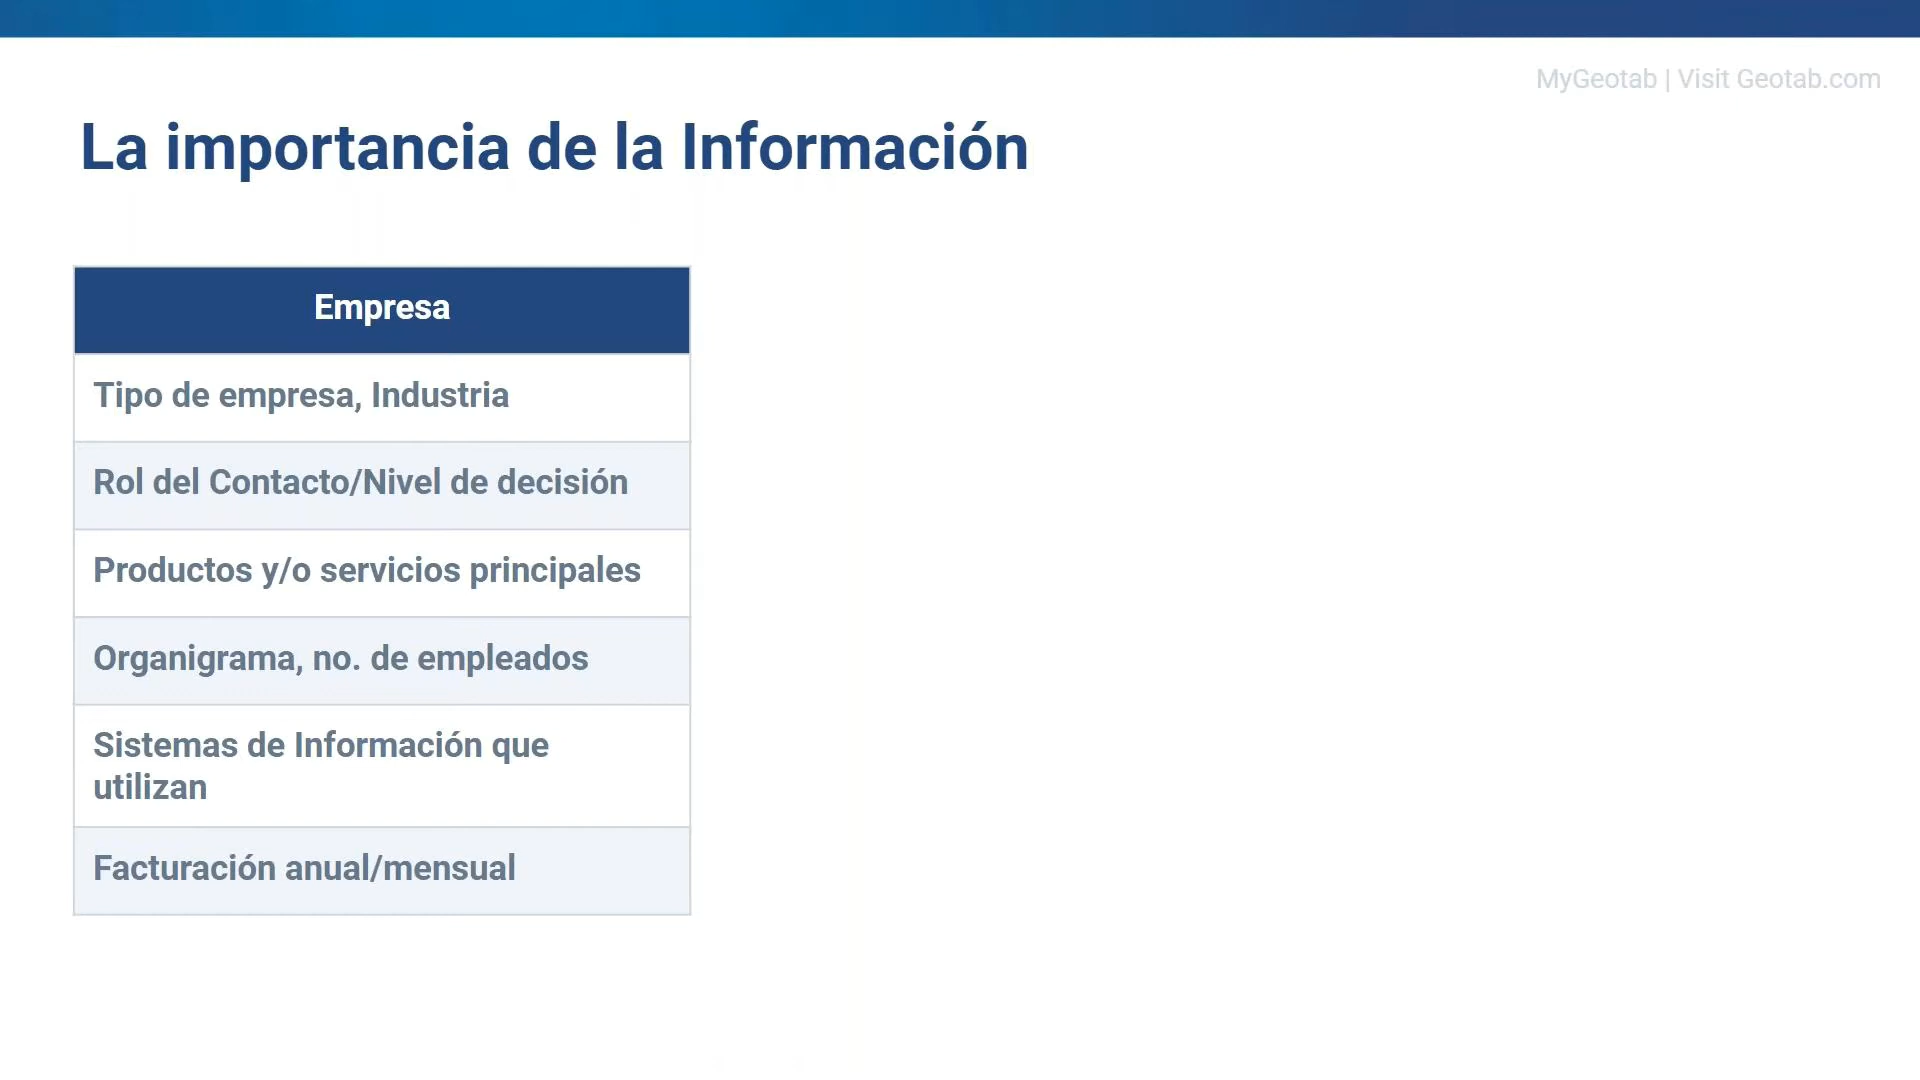 MyGeotab | Visit Geotab.com
La importancia de la Información
Empresa
Tipo de empresa, Industria
Rol del Contacto/Nivel de decisión
Productos y/o servicios principales
Organigrama, no. de empleados
Sistemas de Información que
utilizan
Facturación anual/mensual